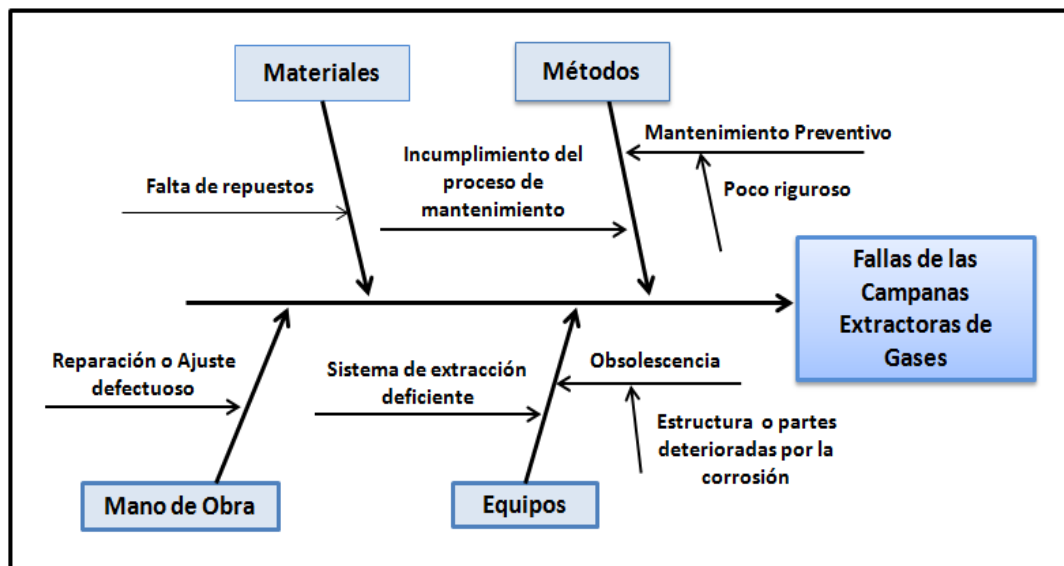 Materiales
Métodos
Mantenimiento Preventivo
Incumplimiento del
proceso de
mantenimiento
Falta de repuestos
Poco riguroso
Fallas de las
Campanas
Extractoras de
Gases
Reparación o Ajuste
defectuoso
Sistema de extracción
deficiente
Obsolescencia
Estructura o partes
deterioradas por la
corrosión
Mano de Obra
Equipos